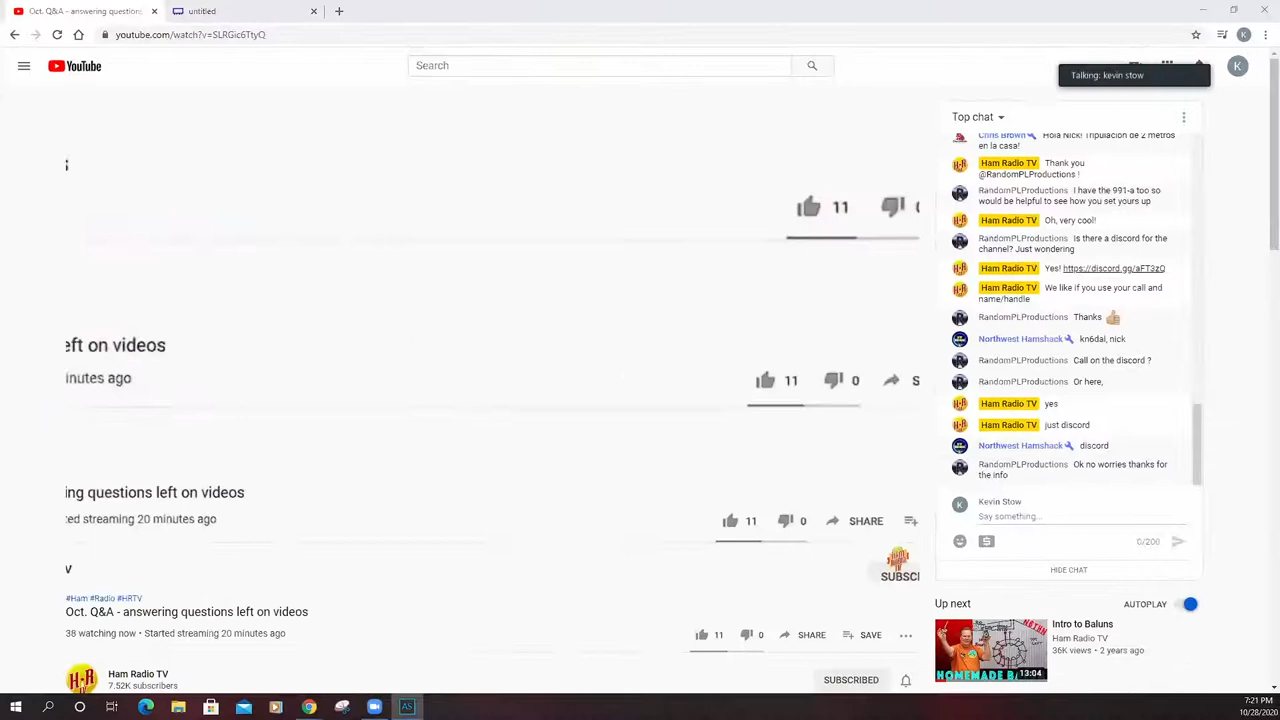 Oct. Q&A - answering questions
untitled
youtube.com/watch?v=SLRGic6TtyQ
YouTube
Search
Talking: kevin stow
K
Top chat
Chris Brown Hola Nick! Tripulación de 2 metros
en la casa!
Ham Radio TV Thank you
@RandomPLProductions !
RandomPLProductions I have the 991-a too so
would be helpful to see how you set yours up
Ham Radio TV Oh, very cool!
RandomPLProductions Is there a discord for the
channel? Just wondering
Ham Radio TV Yes! https://discord.gg/aFT3zQ
Ham Radio TV We like if you use your call and
name/handle
RandomPLProductions Thanks
Northwest Hamshack kn6dal, nick
RandomPLProductions Call on the discord ?
RandomPLProductions Or here,
Ham Radio TV yes
Ham Radio TV just discord
Northwest Hamshack discord
RandomPLProductions Ok no worries thanks for
the info
Kevin Stow
Say something...
0/200
HIDE CHAT
s
11
eft on videos
inutes ago
11 0 S
ing questions left on videos
ted streaming 20 minutes ago
11 0 SHARE
SUBSCI
#Ham #Radio #HRTV
Oct. Q&A - answering questions left on videos
38 watching now • Started streaming 20 minutes ago
11 0 SHARE SAVE
Ham Radio TV
7.52K subscribers
SUBSCRIBED
Up next
AUTOPLAY
Intro to Baluns
Ham Radio TV
36K views • 2 years ago
13:04
7:21 PM
10/28/2020